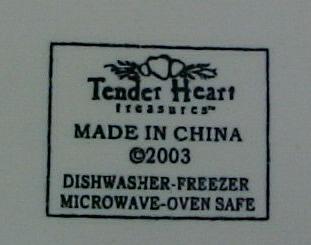 Tender Heart
treasures™
MADE IN CHINA
©2003
DISHWASHER-FREEZER
MICROWAVE-OVEN SAFE